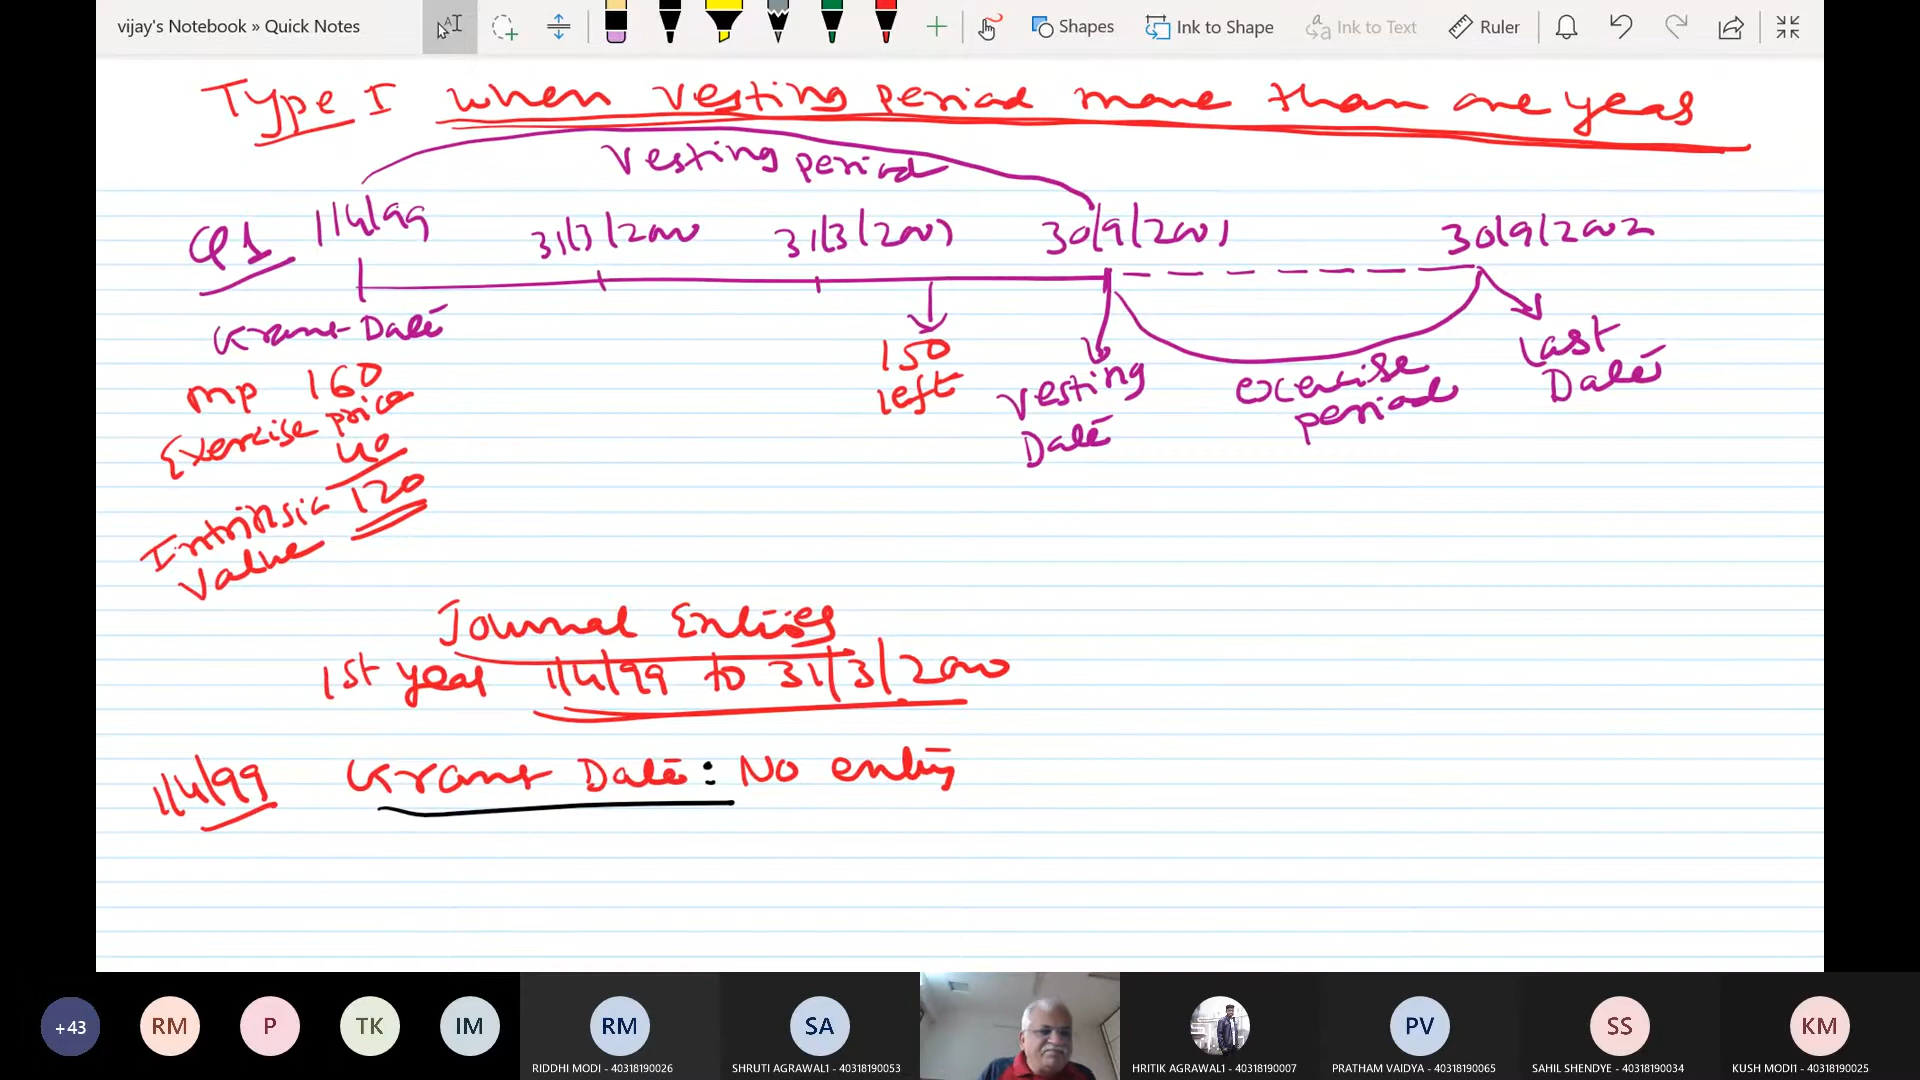 vijay's Notebook » Quick Notes
Shapes
Ink to Shape
Ink to Text
Ruler
Type I when vesting period more than one year
Vesting period
Q1 1/4/99 31/3/2000 31/3/2001 30/9/2001 30/9/2002
Grant Date
150 left
Vesting Date
excercise period
Last Date
MP 160
Exercise price
40
Intrinsic 120
Value
Journal Entries
1st year 1/4/99 to 31/3/2000
1/4/99 Grant Date: No entry
+43
RM
P
TK
IM
RM
SA
PV
SS
KM
RIDDHI MODI - 40318190026
SHRUTI AGRAWAL1 - 40318190053
HRITIK AGRAWAL1 - 40318190007
PRATHAM VAIDYA - 40318190065
SAHIL SHENDYE - 40318190034
KUSH MODI1 - 40318190025